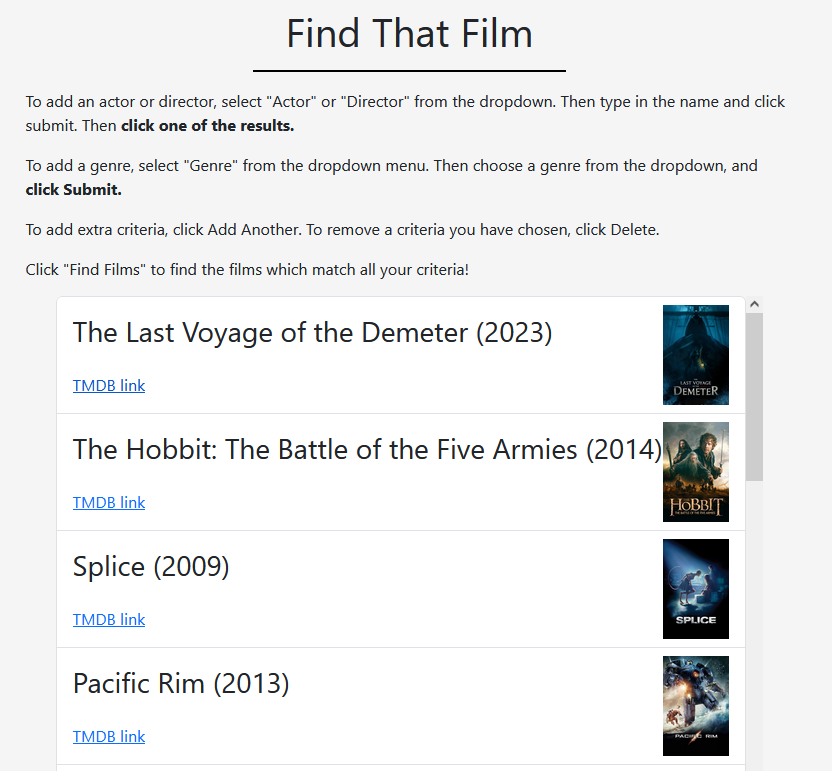 Find That Film
To add an actor or director, select "Actor" or "Director" from the dropdown. Then type in the name and click
submit. Then click one of the results.
To add a genre, select "Genre" from the dropdown menu. Then choose a genre from the dropdown, and
click Submit.
To add extra criteria, click Add Another. To remove a criteria you have chosen, click Delete.
Click "Find Films" to find the films which match all your criteria!
The Last Voyage of the Demeter (2023)
TMDB link
LAST VOYAGE
DEMETER
The Hobbit: The Battle of the Five Armies (2014)
TMDB link
HOBBIT
THE BATTLE OF THE FIVE ARMIES
Splice (2009)
TMDB link
SPLICE
Pacific Rim (2013)
TMDB link
PACIFIC RIM